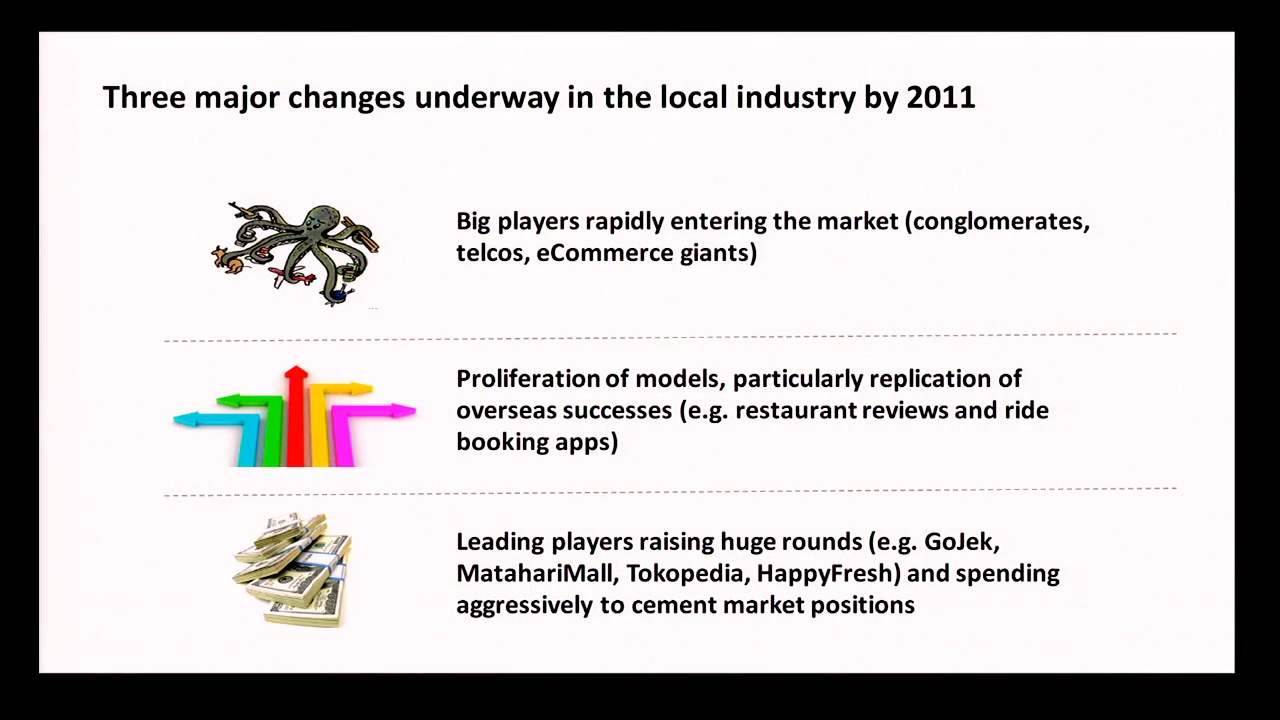 Three major changes underway in the local industry by 2011
Big players rapidly entering the market (conglomerates,
telcos, eCommerce giants)
Proliferation of models, particularly replication of
overseas successes (e.g. restaurant reviews and ride
booking apps)
Leading players raising huge rounds (e.g. GoJek,
MatahariMall, Tokopedia, HappyFresh) and spending
aggressively to cement market positions